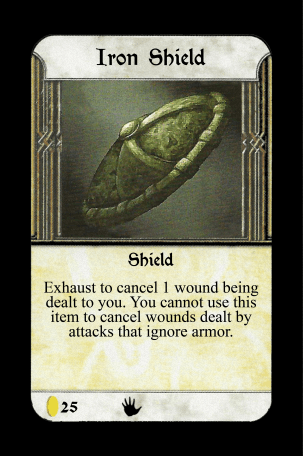 Iron Shield
Shield
Exhaust to cancel 1 wound being
dealt to you. You cannot use this
item to cancel wounds dealt by
attacks that ignore armor.
25